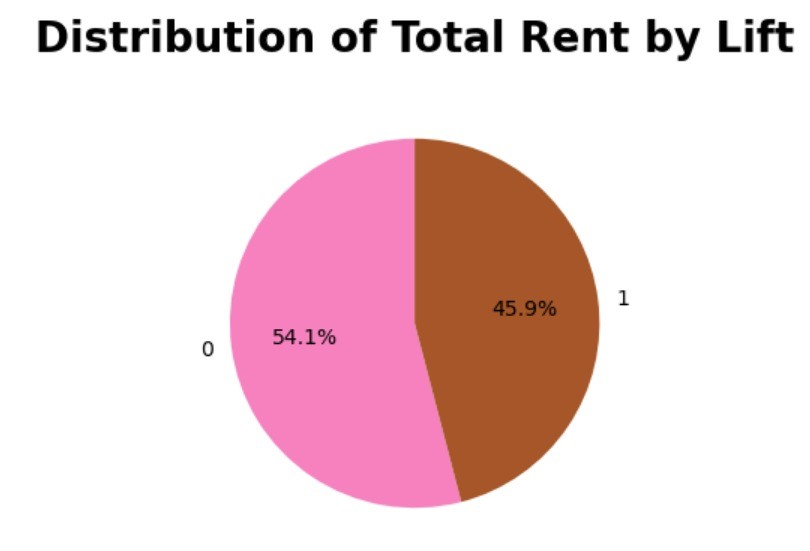 Distribution of Total Rent by Lift
1
45.9%
54.1%
0